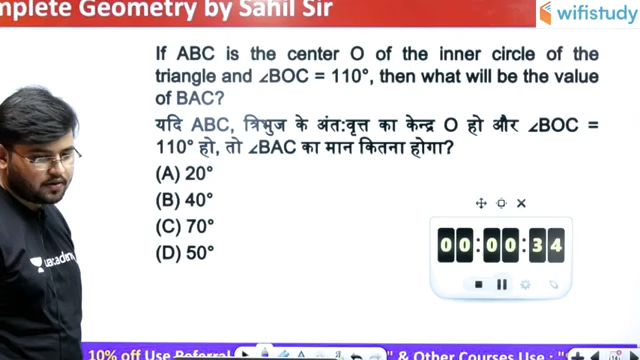 mplete Geometry by Sahil Sir
wifistudy
If ABC is the center O of the inner circle of the
triangle and ∠BOC = 110°, then what will be the value
of BAC?
यदि ABC, त्रिभुज के अंत:वृत्त का केन्द्र O हो और ∠BOC =
110° हो, तो ∠BAC का मान कितना होगा?
(A) 20°
(B) 40°
(C) 70°
(D) 50°
00:00:34
unacademy
10% off Use Referral
" & Other Courses Use : "